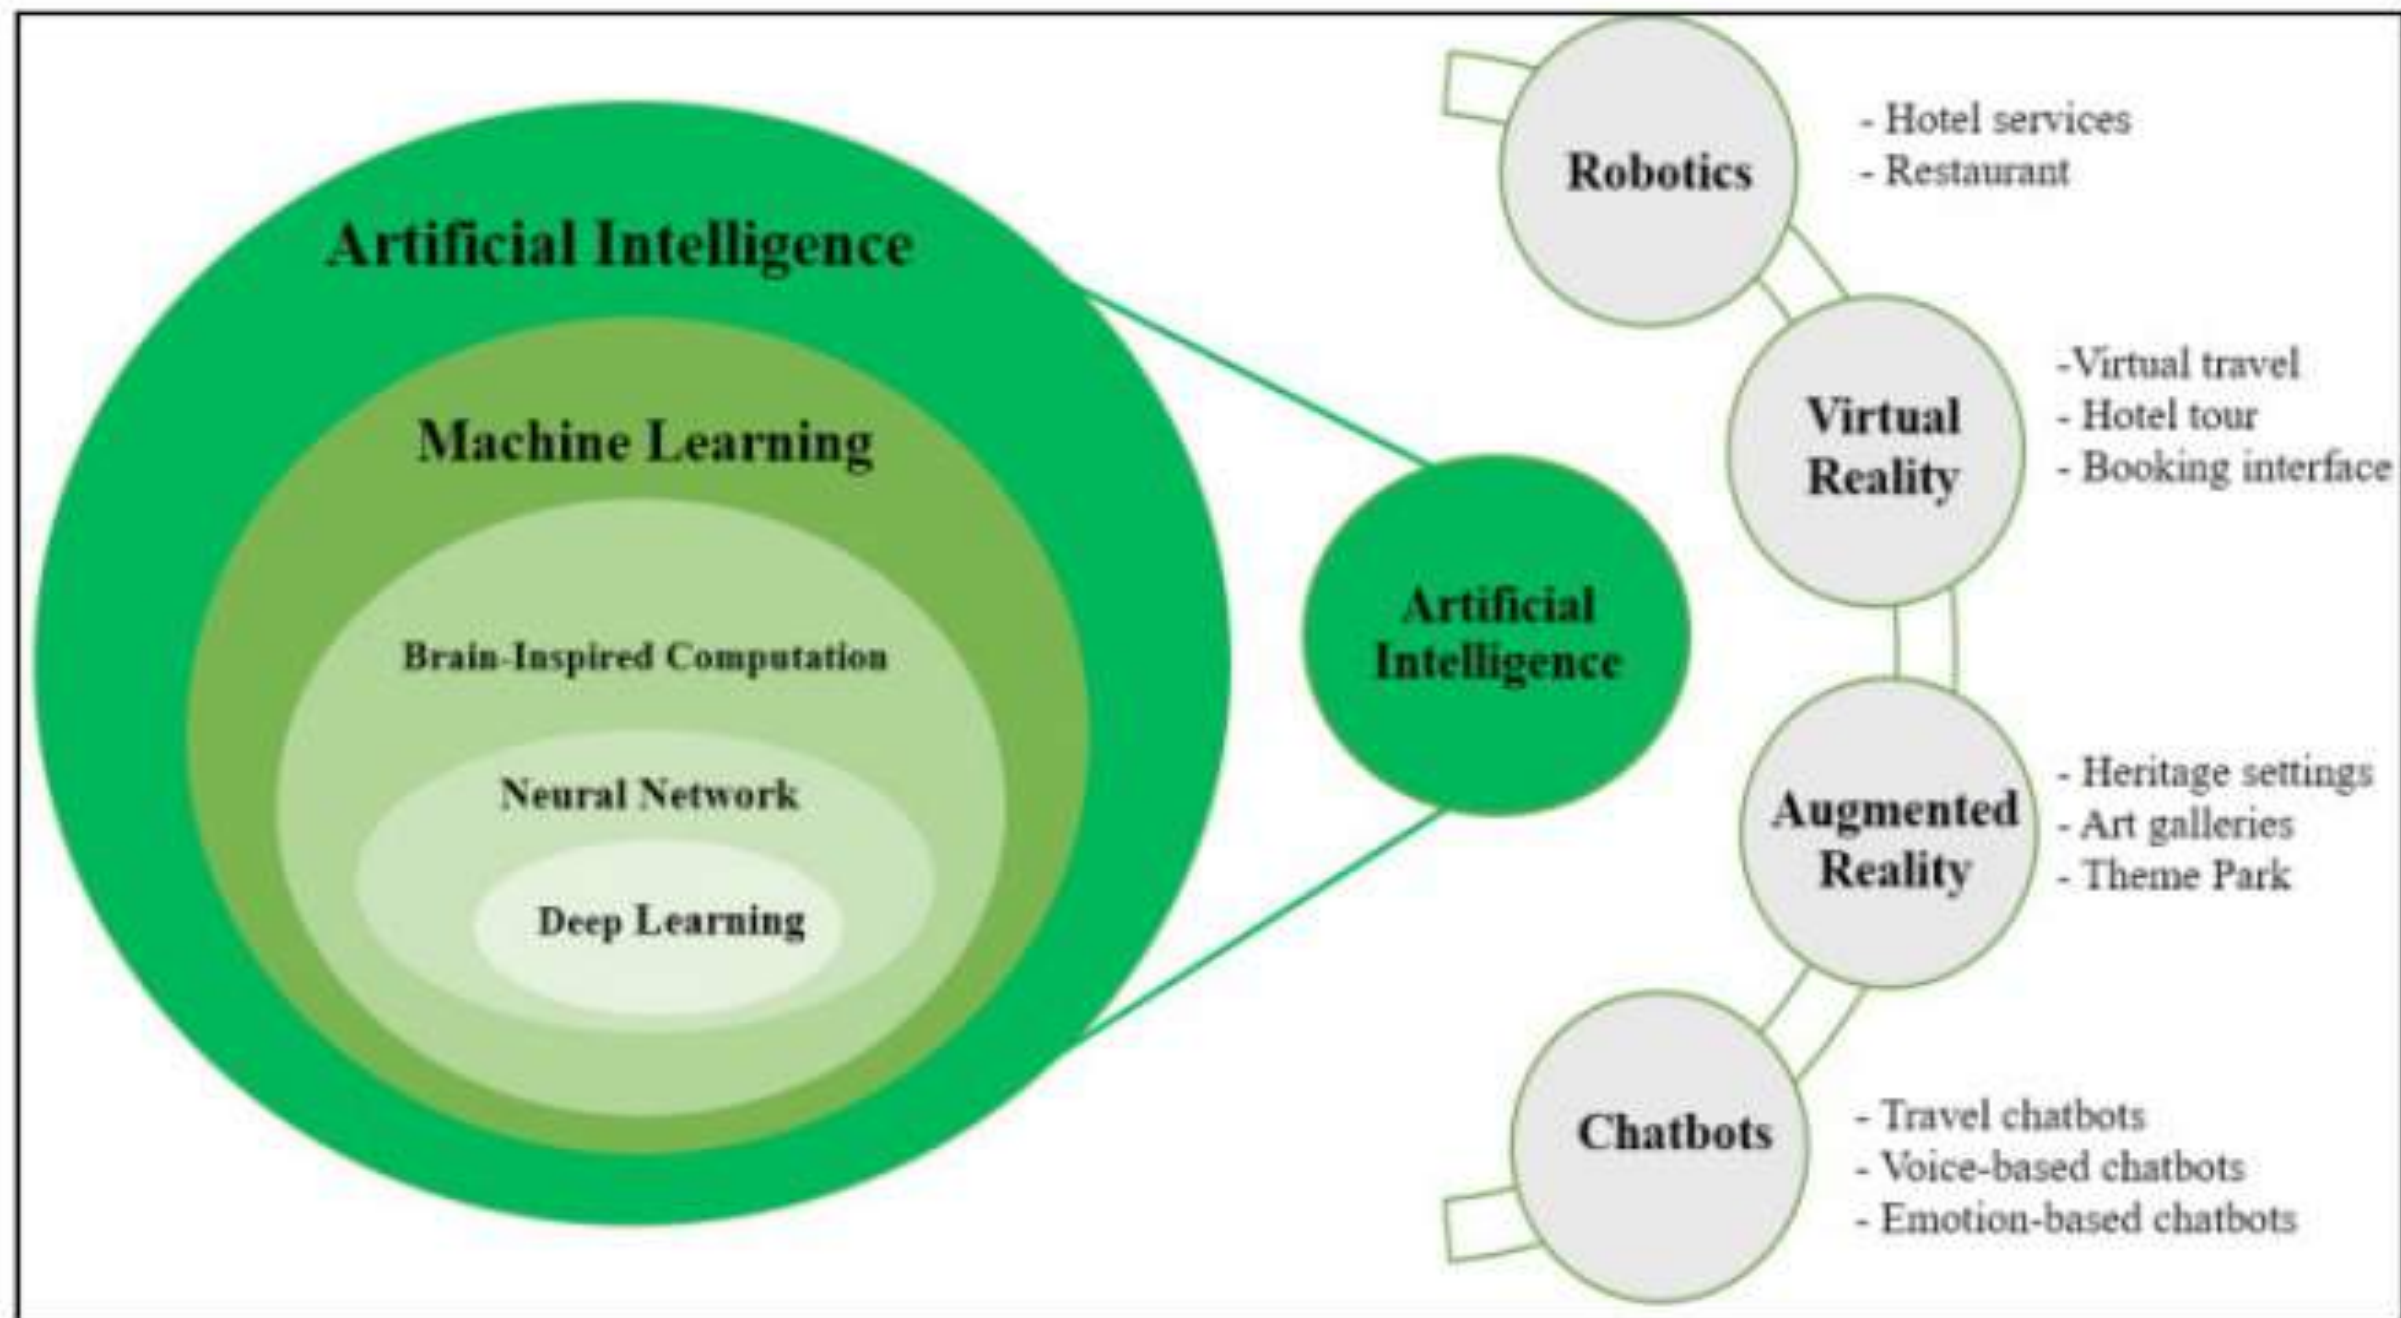 Artificial Intelligence
Machine Learning
Brain-Inspired Computation
Neural Network
Deep Learning
Artificial
Intelligence
Robotics
- Hotel services
- Restaurant
Virtual
Reality
-Virtual travel
- Hotel tour
- Booking interface
Augmented
Reality
- Heritage settings
- Art galleries
- Theme Park
Chatbots
- Travel chatbots
- Voice-based chatbots
- Emotion-based chatbots